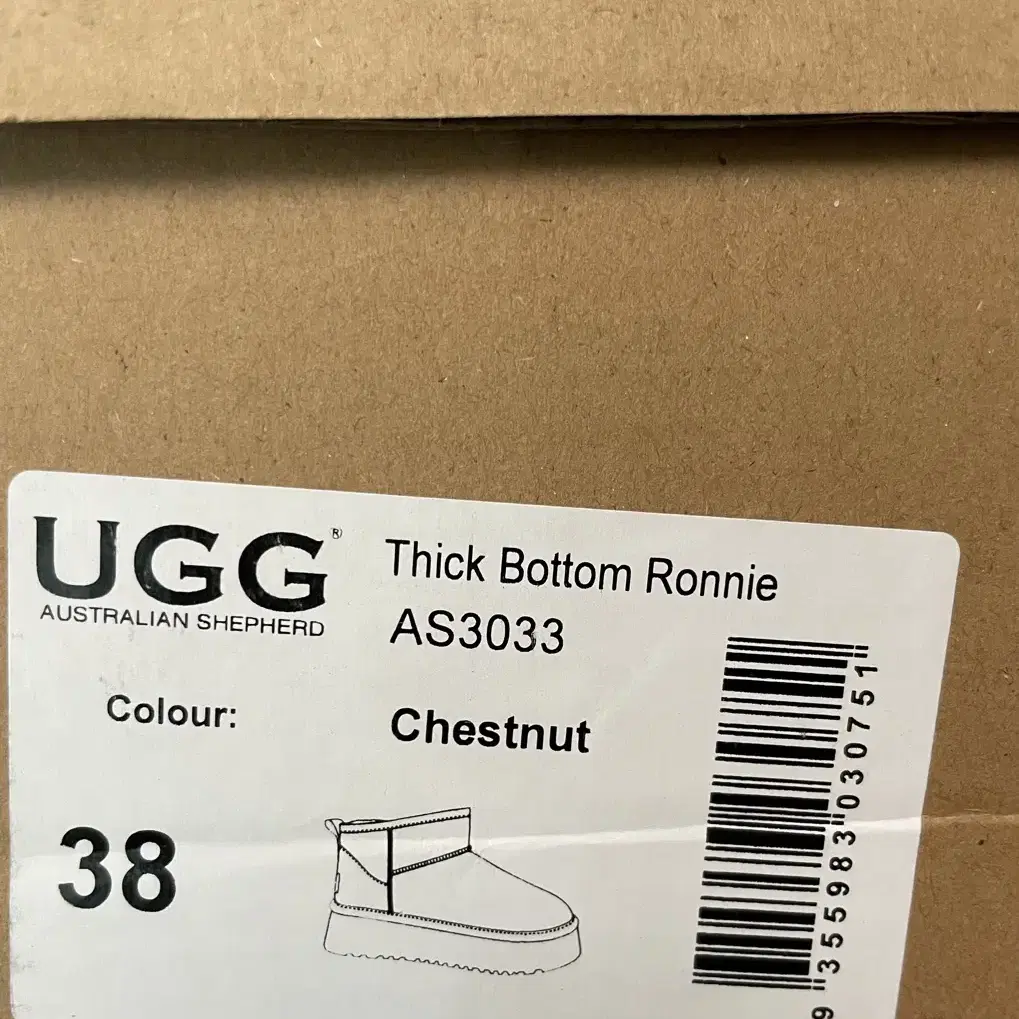 UGG®
AUSTRALIAN SHEPHERD
Thick Bottom Ronnie
AS3033
Colour:
Chestnut
38
9 355983 030751